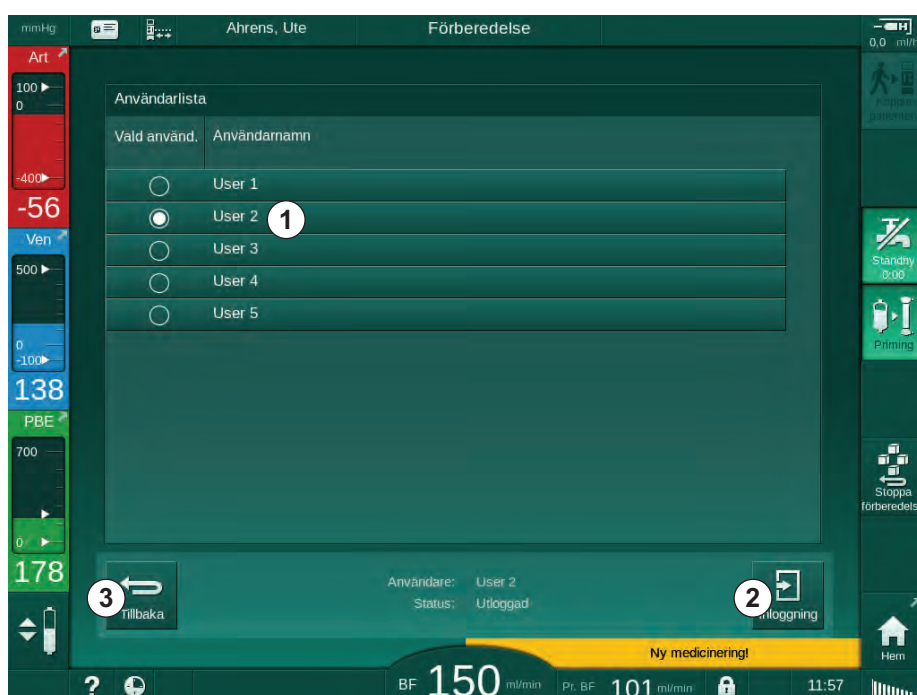 mmHg
Ahrens, Ute
Förberedelse
0,0 ml/h
Art
100
0
-400
-56
Ven
500
0
-100
138
PBE
700
0
178
Användarlista
Vald använd. Användarnamn
User 1
User 2 1
User 3
User 4
User 5
Koppla
patienten
Standby
0:00
Priming
Stoppa
förberedels
3
Tillbaka
Användare: User 2
Status: Utloggad
2
Inloggning
Ny medicinering!
Hem
? BF 150 ml/min Pr. BF 101 ml/min 11:57